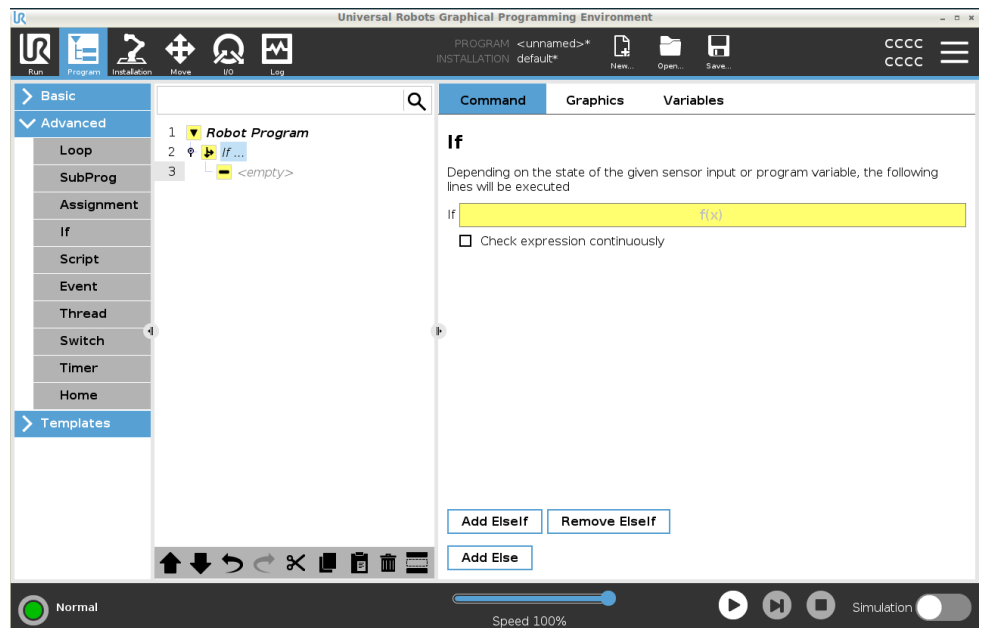 Universal Robots Graphical Programming Environment
Run
Program
Installation
Move
I/O
Log
PROGRAM <unnamed>*
INSTALLATION default*
New...
Open...
Save...
CCCC
CCCC
Basic
Advanced
Loop
SubProg
Assignment
If
Script
Event
Thread
Switch
Timer
Home
Templates
1 Robot Program
2 If ...
3 <empty>
Command Graphics Variables
If
Depending on the state of the given sensor input or program variable, the following
lines will be executed
If f(x)
Check expression continuously
Add ElseIf Remove ElseIf
Add Else
Normal
Speed 100%
Simulation